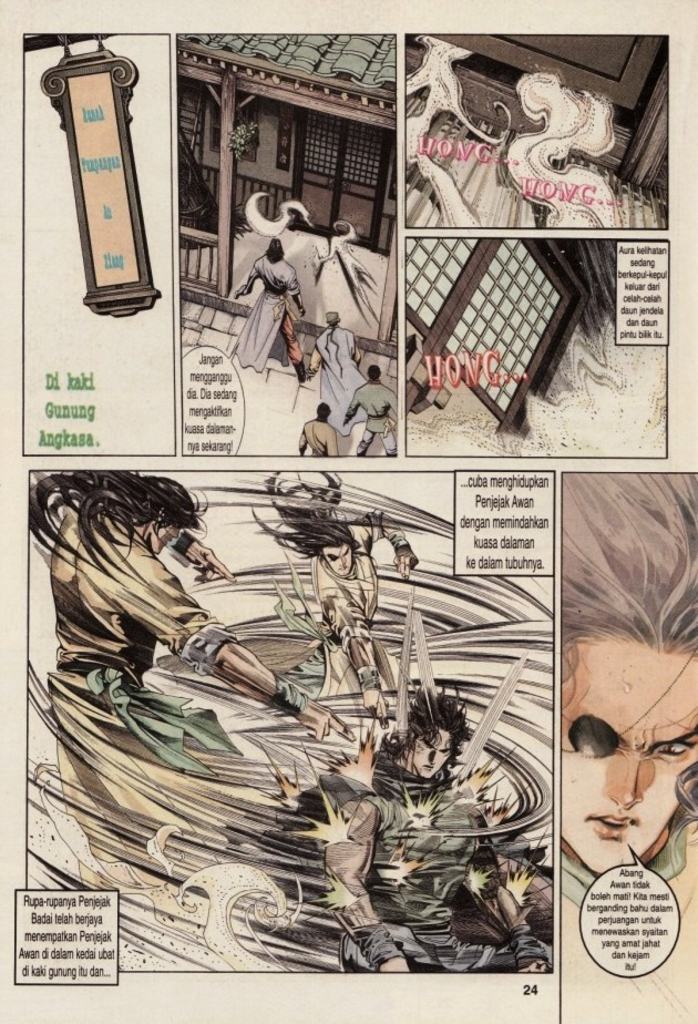 Rumah
Tumpangan
Au
Xiang
Di kaki
Gunung
Angkasa.
Jangan
mengganggu
dia. Dia sedang
mengaktifkan
kuasa dalaman-
nya sekarang!
HONG...
HONG...
Aura kelihatan
sedang
berkepul-kepul
keluar dari
celah-celah
daun jendela
dan daun
pintu bilik itu.
HONG...
...cuba menghidupkan
Penjejak Awan
dengan memindahkan
kuasa dalaman
ke dalam tubuhnya.
Rupa-rupanya Penjejak
Badai telah berjaya
menempatkan Penjejak
Awan di dalam kedai ubat
di kaki gunung itu dan...
Abang
Awan tidak
boleh mati! Kita mesti
berganding bahu dalam
perjuangan untuk
menewaskan syaitan
yang amat jahat
dan kejam
itu!
24